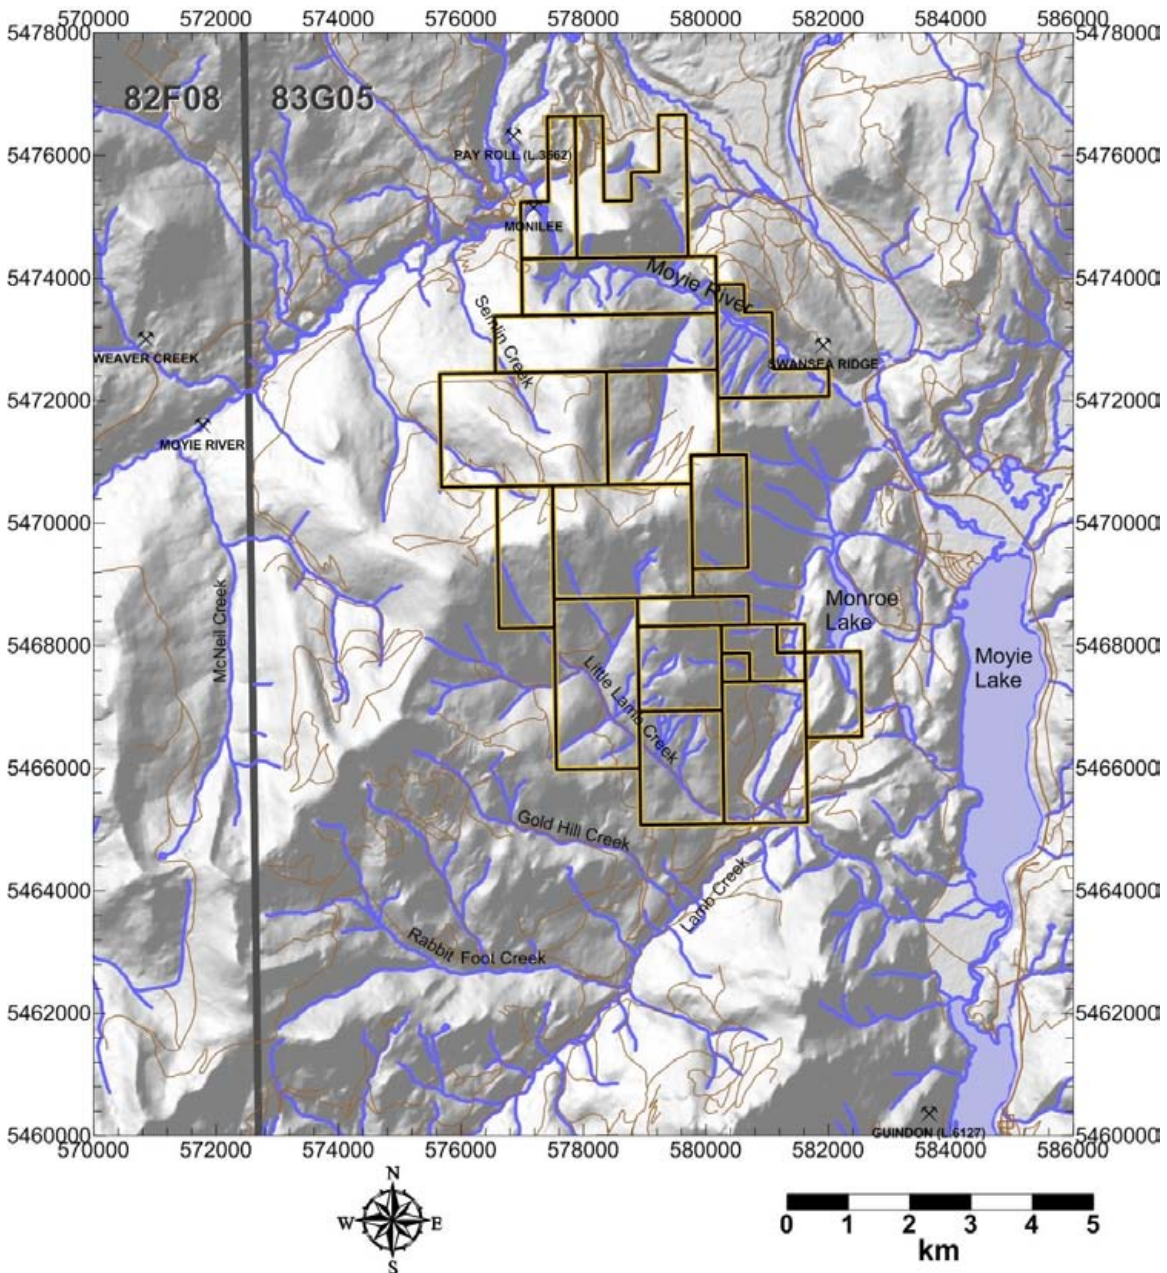 570000 572000 574000 576000 578000 580000 582000 584000 586000
5478000 5478000
82F08 83G05
PAY ROLL (L.3562)
5476000 5476000
MONILEE
5474000 5474000
Moyie River
Semlin Creek
WEAVER CREEK
SWANSEA RIDGE
5472000 5472000
MOYIE RIVER
5470000 5470000
McNeil Creek
Monroe
Lake
5468000 5468000
Moyie
Lake
Little Lamb Creek
5466000 5466000
Gold Hill Creek
5464000 5464000
Lamb Creek
Rabbit Foot Creek
5462000 5462000
GUINDON (L.6127)
5460000 5460000
570000 572000 574000 576000 578000 580000 582000 584000 586000
N
W E
S
0 1 2 3 4 5
km